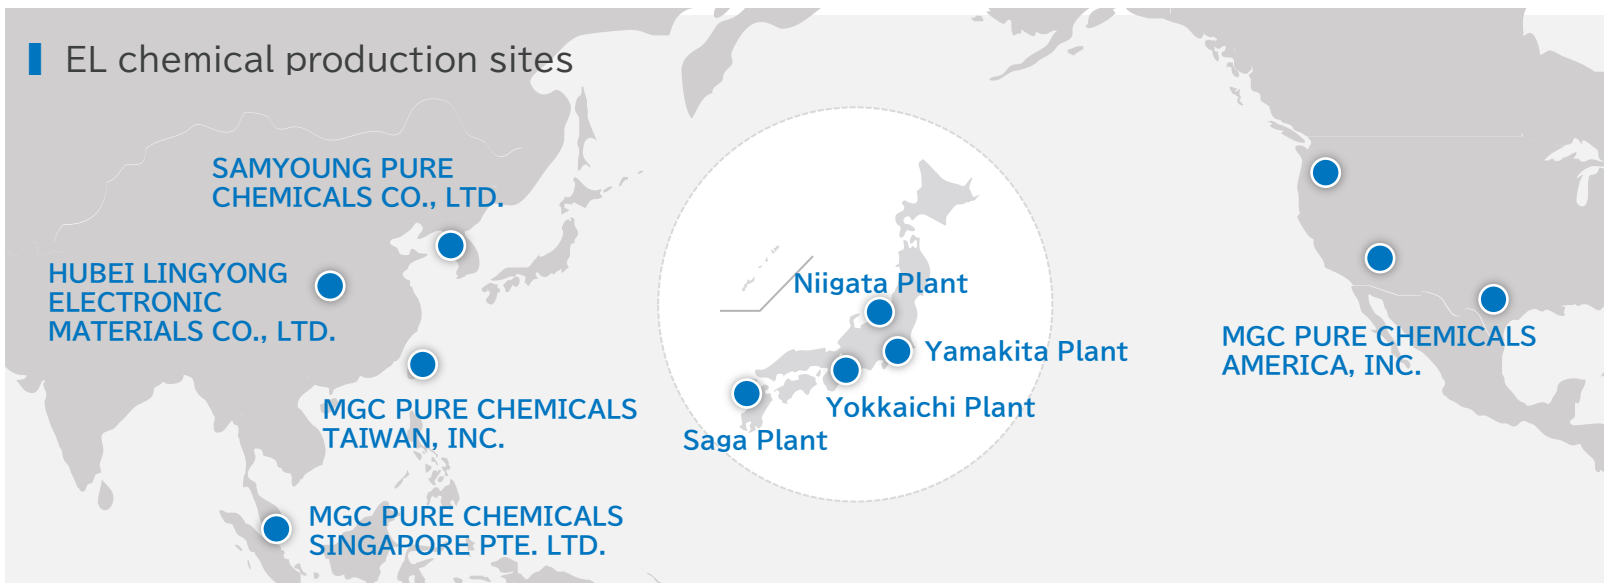 EL chemical production sites
SAMYOUNG PURE
CHEMICALS CO., LTD.
HUBEI LINGYONG
ELECTRONIC
MATERIALS CO., LTD.
MGC PURE CHEMICALS
TAIWAN, INC.
MGC PURE CHEMICALS
SINGAPORE PTE. LTD.
Niigata Plant
Yamakita Plant
Yokkaichi Plant
Saga Plant
MGC PURE CHEMICALS
AMERICA, INC.